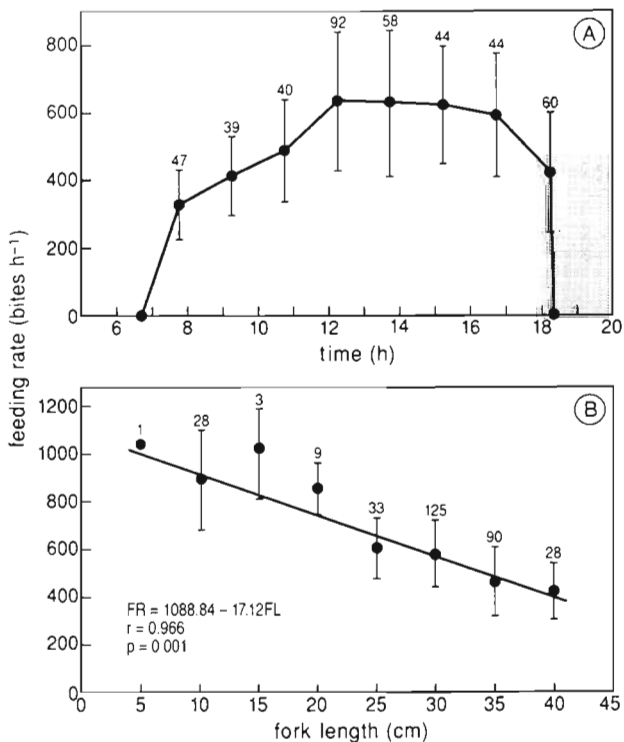 A
800
600
400
200
0
47
39
40
92
58
44
44
60
6 8 10 12 14 16 18 20
time (h)
feeding rate (bites h⁻¹)
B
1200
1000
800
600
400
200
0
1
28
3
9
33
125
90
28
FR = 1088.84 – 17.12FL
r = 0.966
p = 0 001
0 5 10 15 20 25 30 35 40 45
fork length (cm)